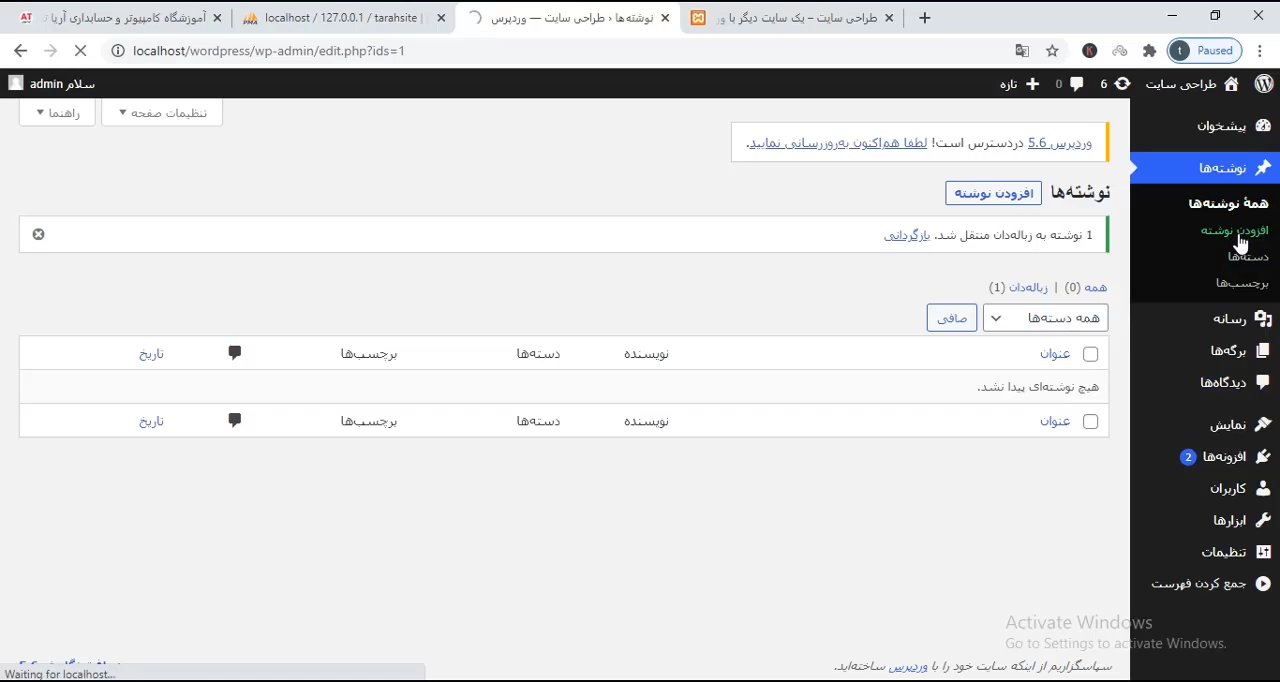 آموزشگاه کامپیوتر و حسابداری آریا
localhost / 127.0.0.1 / tarahsite |
نوشته‌ها ‹ طراحی سایت — وردپرس
طراحی سایت – یک سایت دیگر با
localhost/wordpress/wp-admin/edit.php?ids=1
t Paused
طراحی سایت
6
0
تازه
سلام admin
راهنما
تنظیمات صفحه
وردپرس 5.6 دردسترس است! لطفا هم‌اکنون به‌روزرسانی نمایید.
نوشته‌ها افزودن نوشته
1 نوشته به زباله‌دان منتقل شد. بازگردانی
همه (0) | زباله‌دان (1)
همه دسته‌ها
صافی
عنوان نویسنده دسته‌ها برچسب‌ها تاریخ
هیچ نوشته‌ای پیدا نشد.
عنوان نویسنده دسته‌ها برچسب‌ها تاریخ
پیشخوان
نوشته‌ها
همهٔ نوشته‌ها
افزودن نوشته
دسته‌ها
برچسب‌ها
رسانه
برگه‌ها
دیدگاه‌ها
نمایش
افزونه‌ها 2
کاربران
ابزارها
تنظیمات
جمع کردن فهرست
Activate Windows
Go to Settings to activate Windows.
سپاسگزاریم از اینکه سایت خود را با وردپرس ساخته‌اید.
Waiting for localhost...